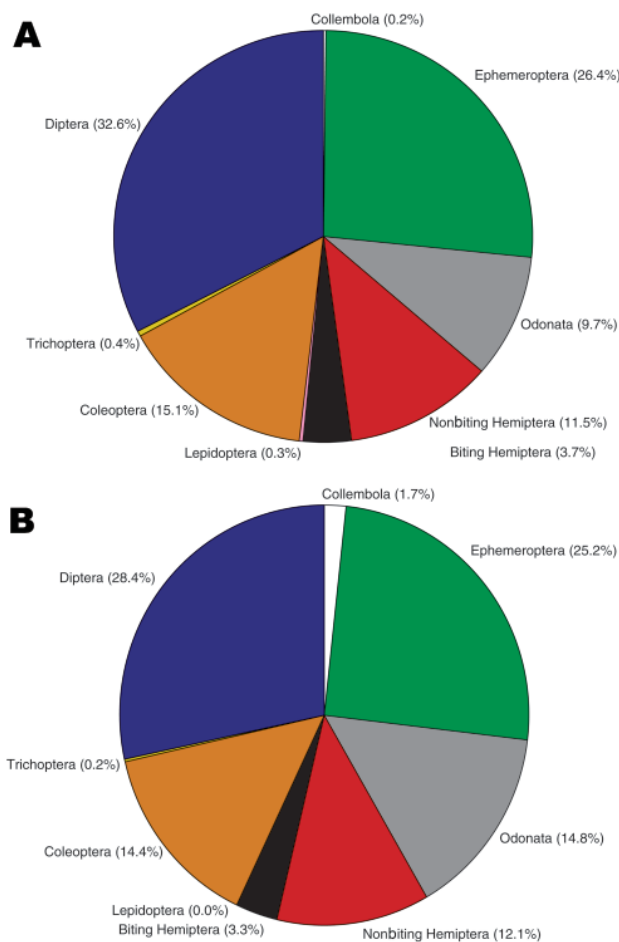 A
Collembola (0.2%)
Ephemeroptera (26.4%)
Diptera (32.6%)
Odonata (9.7%)
Trichoptera (0.4%)
Coleoptera (15.1%)
Nonbiting Hemiptera (11.5%)
Lepidoptera (0.3%)
Biting Hemiptera (3.7%)
B
Collembola (1.7%)
Ephemeroptera (25.2%)
Diptera (28.4%)
Trichoptera (0.2%)
Odonata (14.8%)
Coleoptera (14.4%)
Lepidoptera (0.0%)
Biting Hemiptera (3.3%)
Nonbiting Hemiptera (12.1%)